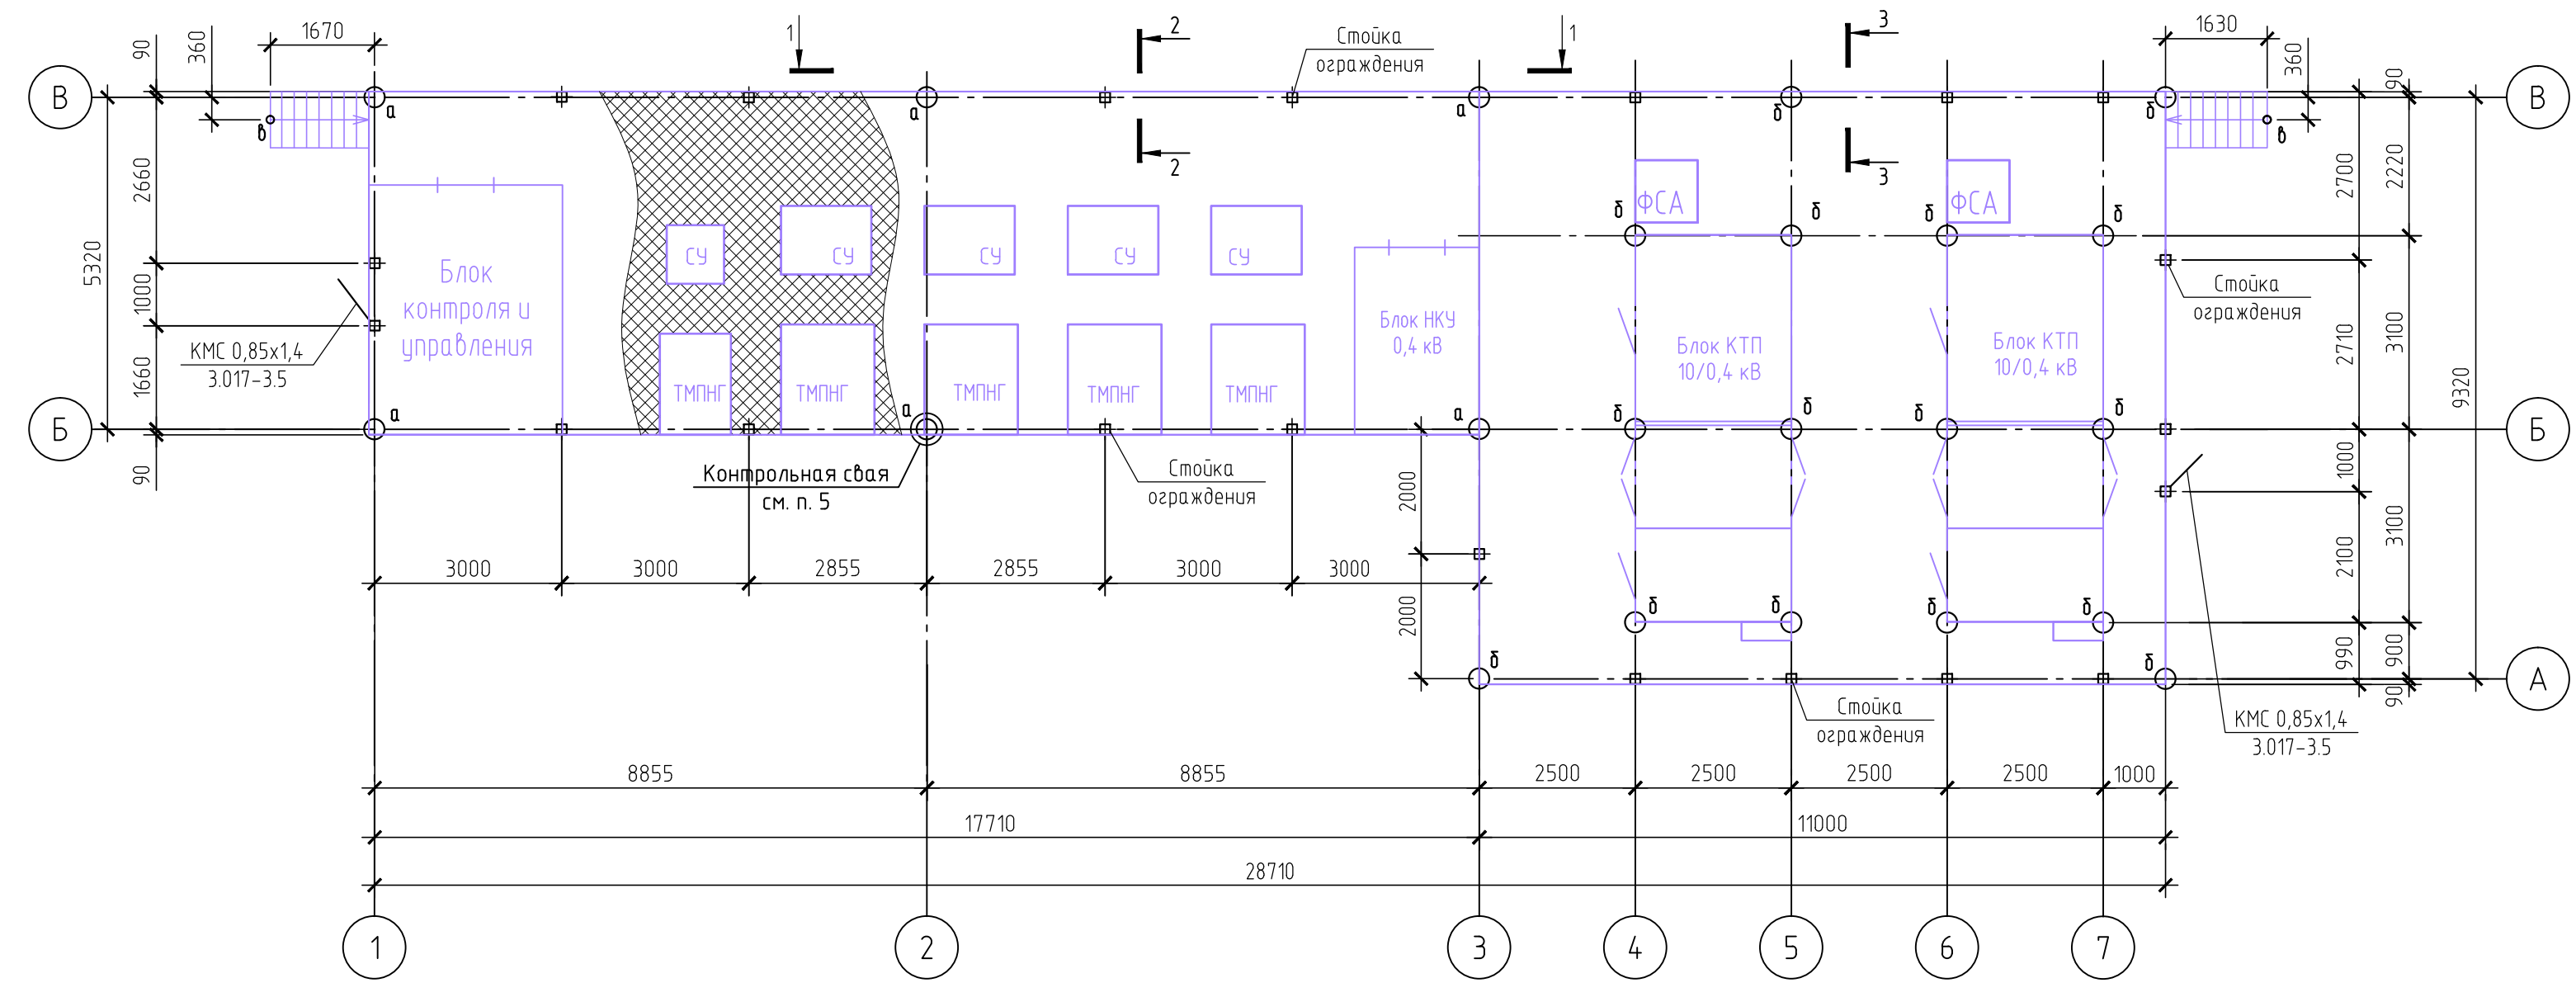 1670
1
2
Стойка
ограждения
1
3
1630
90
360
360
90
В
а
а
а
б
б
В
в
в
2
3
2660
2700
2220
ФСА
ФСА
б
б
б
б
5320
СУ
СУ
СУ
СУ
СУ
Блок
контроля и
управления
1000
Стойка
ограждения
Блок НКУ
0,4 кВ
Блок КТП
10/0,4 кВ
Блок КТП
10/0,4 кВ
2710
3100
КМС 0,85х1,4
3.017-3.5
1660
ТМПНГ
ТМПНГ
ТМПНГ
ТМПНГ
ТМПНГ
9320
Б
а
а
а
б
б
б
б
Б
90
Контрольная свая
см. п. 5
Стойка
ограждения
2000
1000
3100
2100
3000
3000
2855
2855
3000
3000
2000
б
б
б
б
990
900
б
б
А
90
Стойка
ограждения
КМС 0,85х1,4
3.017-3.5
8855
8855
2500
2500
2500
2500
1000
17710
11000
28710
1
2
3
4
5
6
7